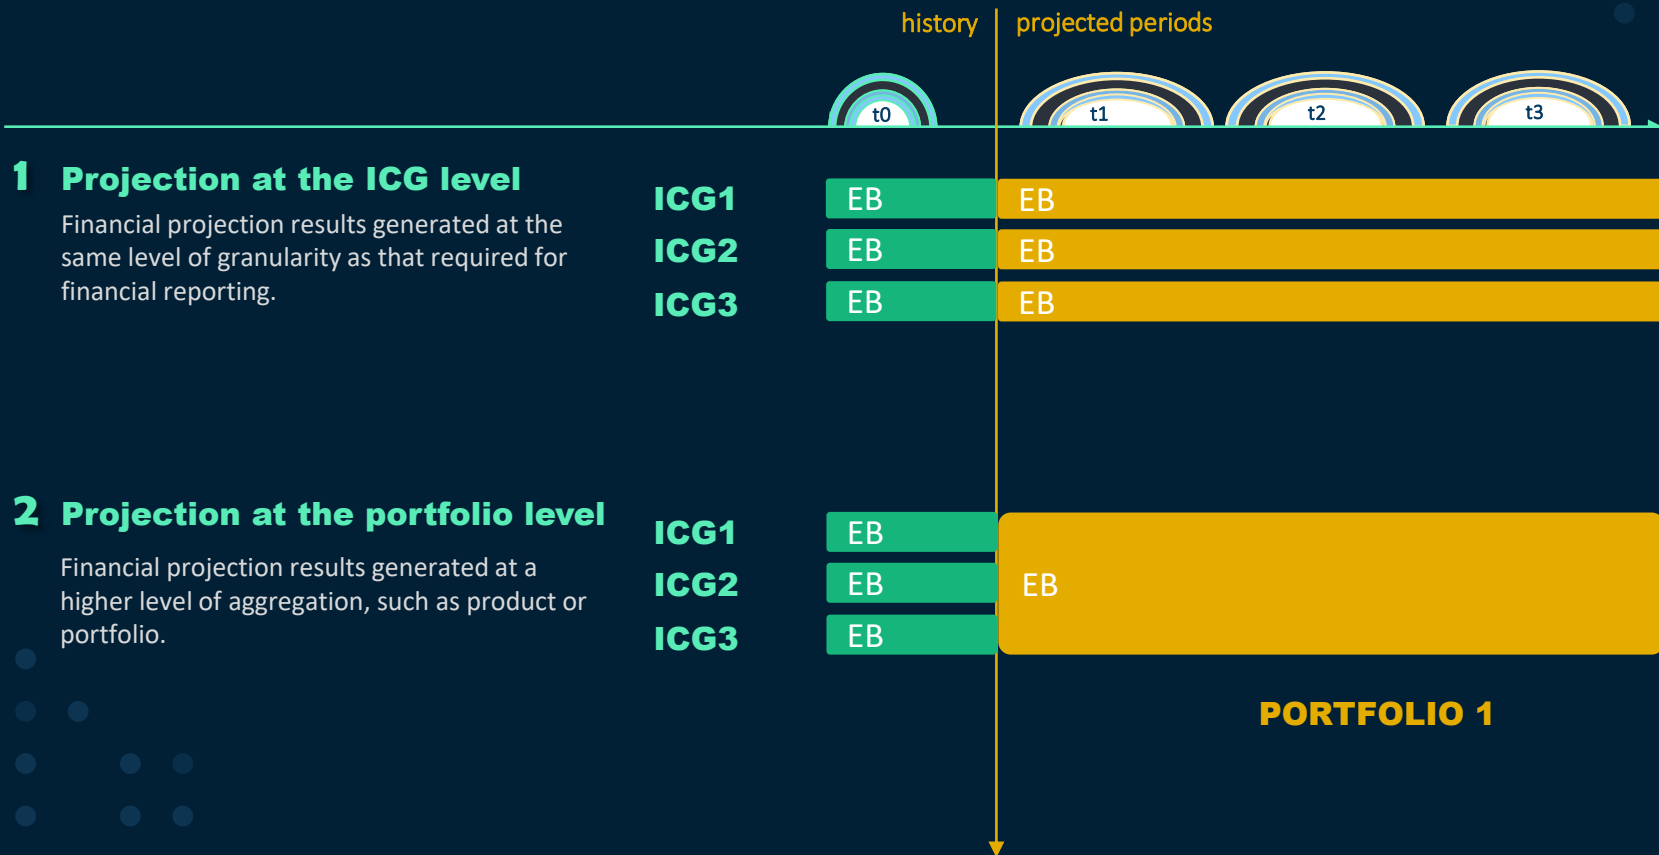 history
projected periods
t0
t1
t2
t3
1 Projection at the ICG level
Financial projection results generated at the
same level of granularity as that required for
financial reporting.
ICG1 EB EB
ICG2 EB EB
ICG3 EB EB
2 Projection at the portfolio level
Financial projection results generated at a
higher level of aggregation, such as product or
portfolio.
ICG1 EB
ICG2 EB EB
ICG3 EB
PORTFOLIO 1